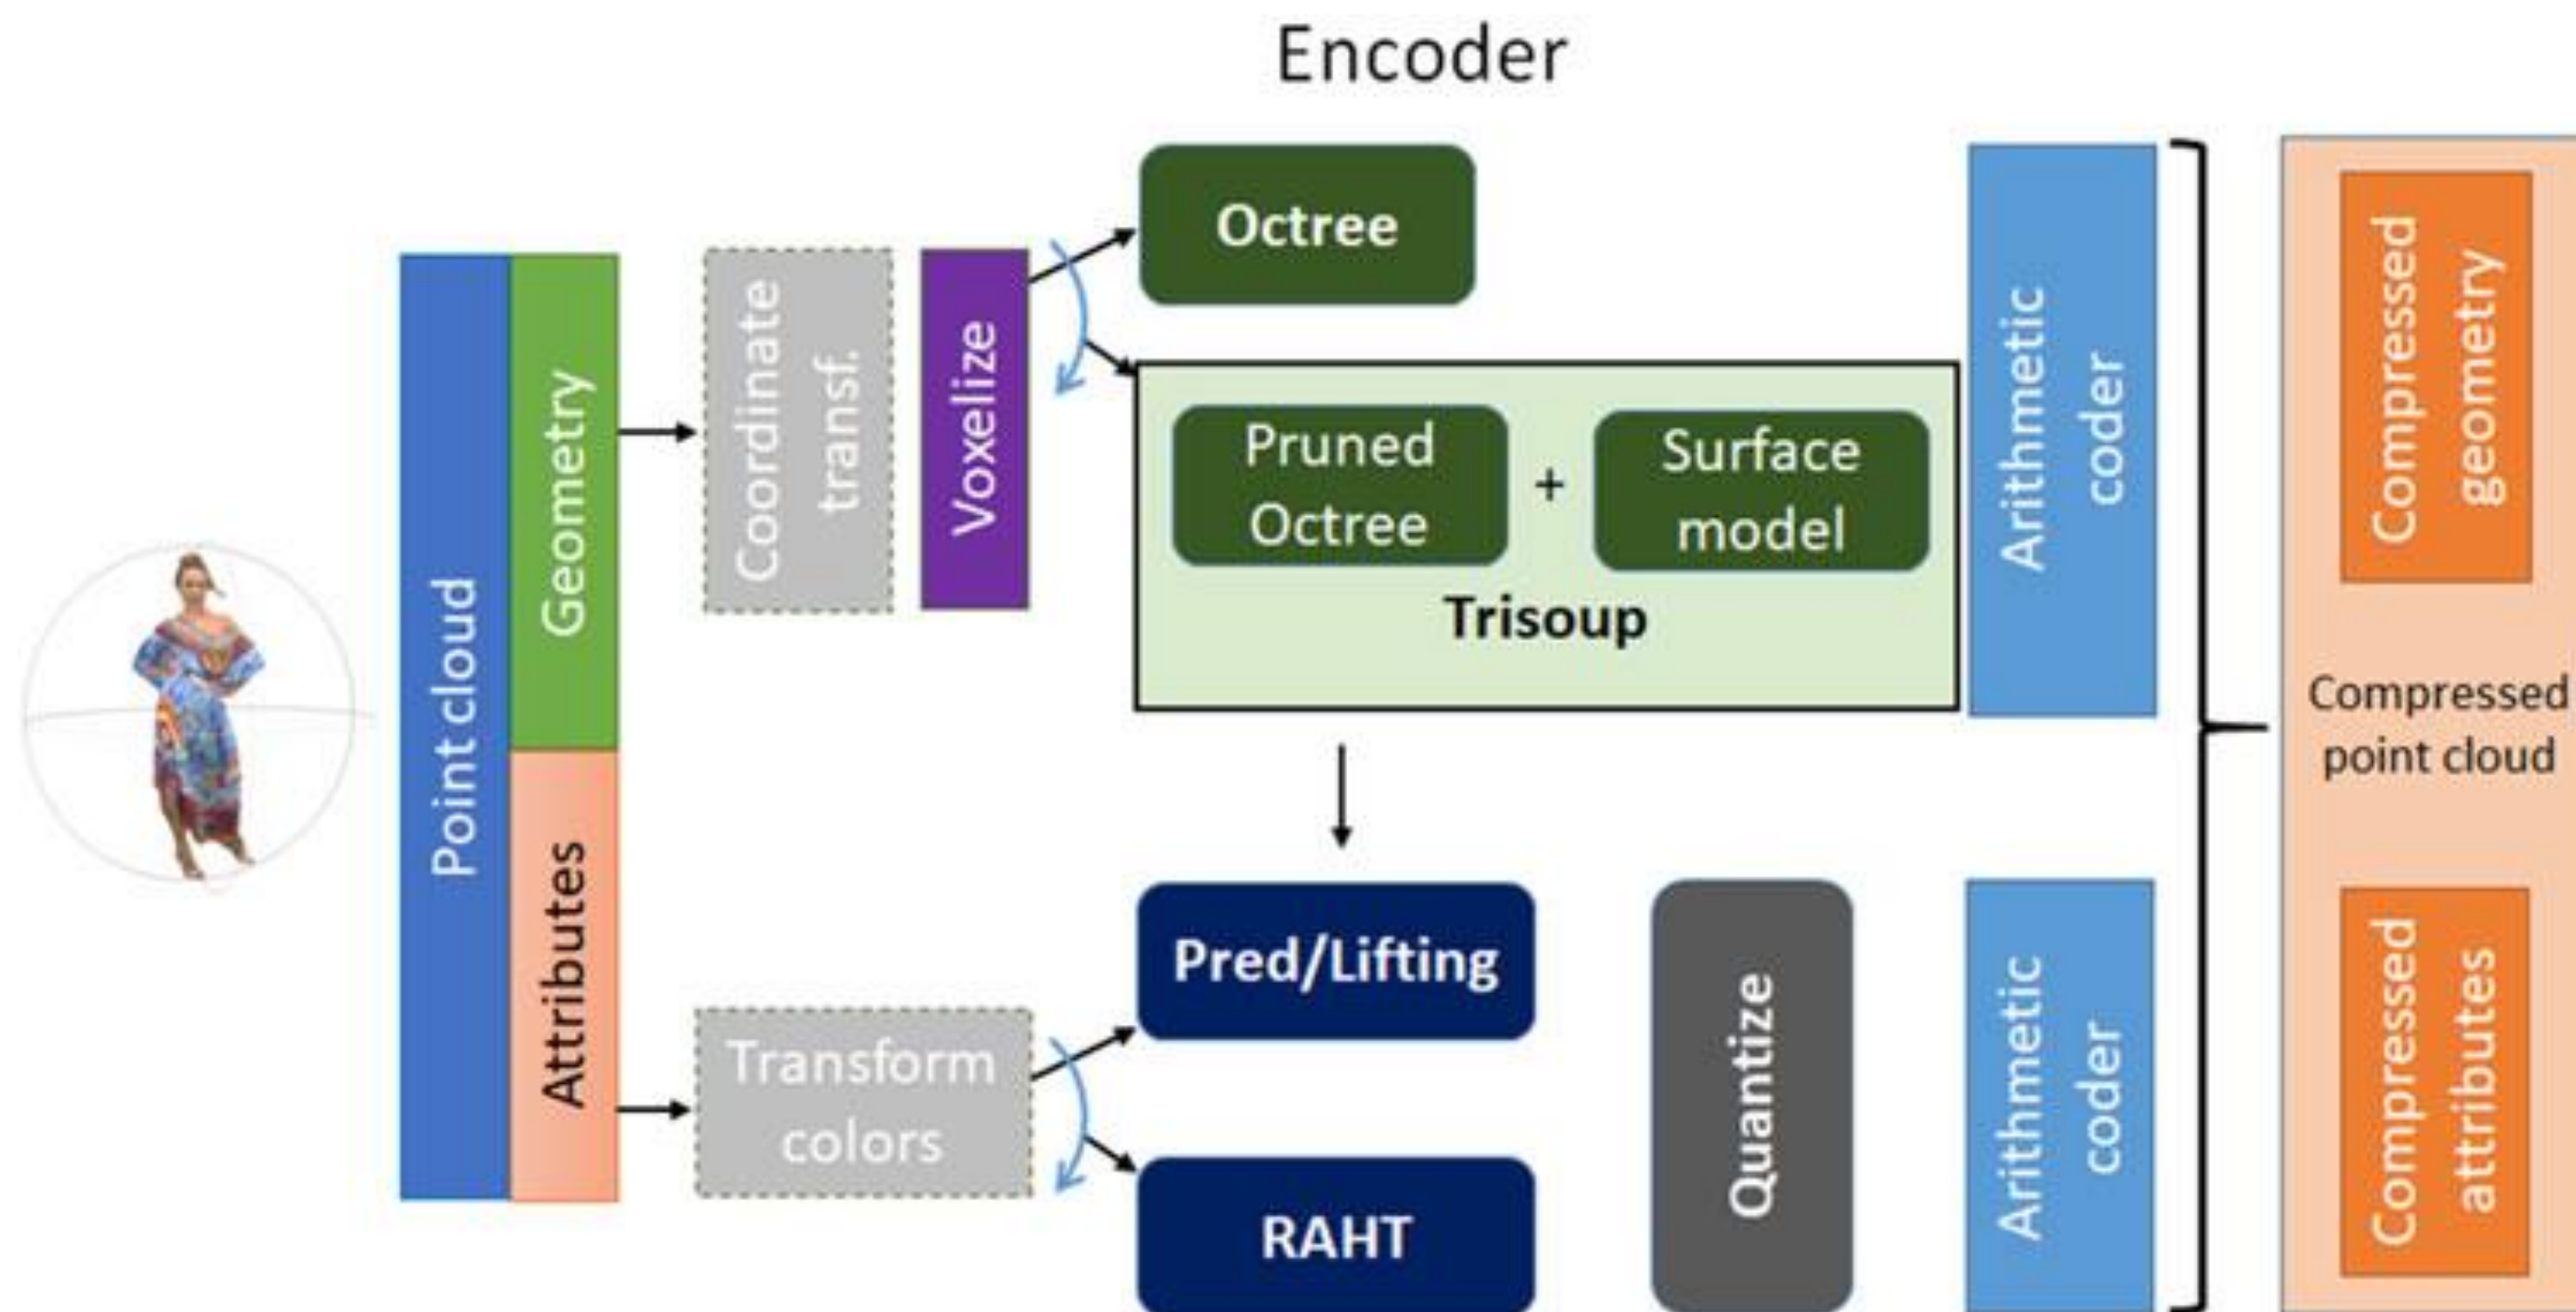 Encoder
Point cloud
Geometry
Attributes
Coordinate
transf.
Voxelize
Octree
Pruned
Octree
+
Surface
model
Trisoup
Arithmetic
coder
Transform
colors
Pred/Lifting
RAHT
Quantize
Arithmetic
coder
Compressed
geometry
Compressed
point cloud
Compressed
attributes